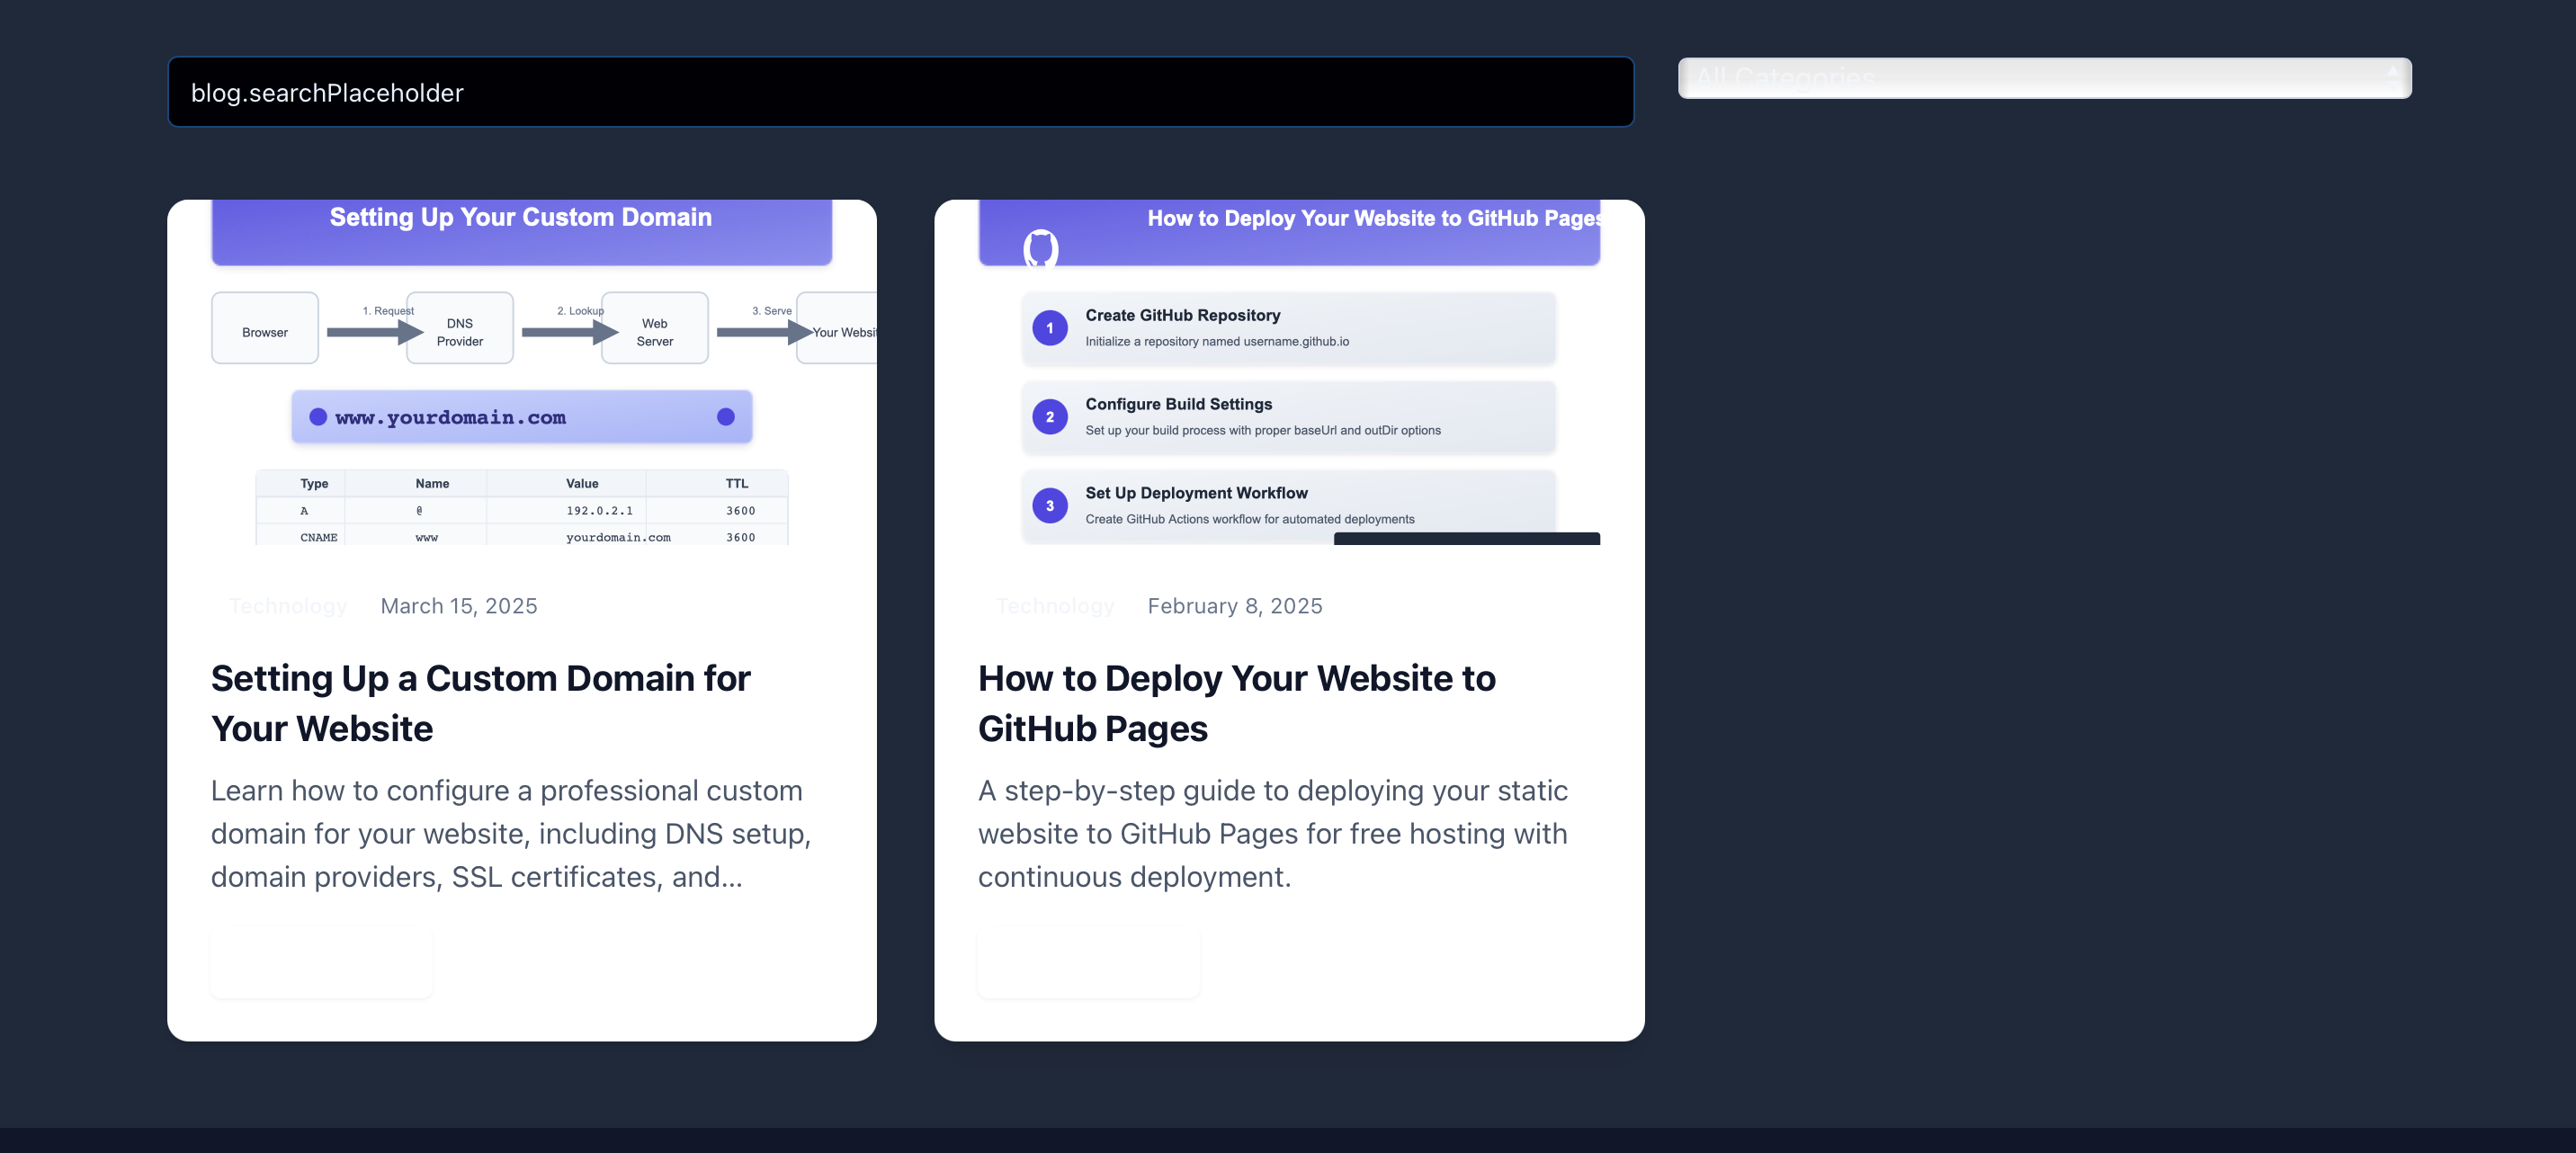 blog.searchPlaceholder
All Categories
Setting Up Your Custom Domain
Browser
1. Request
DNS
Provider
2. Lookup
Web
Server
3. Serve
Your Websit
www.yourdomain.com
Type Name Value TTL
A @ 192.0.2.1 3600
CNAME www yourdomain.com 3600
Technology March 15, 2025
Setting Up a Custom Domain for
Your Website
Learn how to configure a professional custom
domain for your website, including DNS setup,
domain providers, SSL certificates, and...
How to Deploy Your Website to GitHub Pages
1 Create GitHub Repository
Initialize a repository named username.github.io
2 Configure Build Settings
Set up your build process with proper baseUrl and outDir options
3 Set Up Deployment Workflow
Create GitHub Actions workflow for automated deployments
Technology February 8, 2025
How to Deploy Your Website to
GitHub Pages
A step-by-step guide to deploying your static
website to GitHub Pages for free hosting with
continuous deployment.